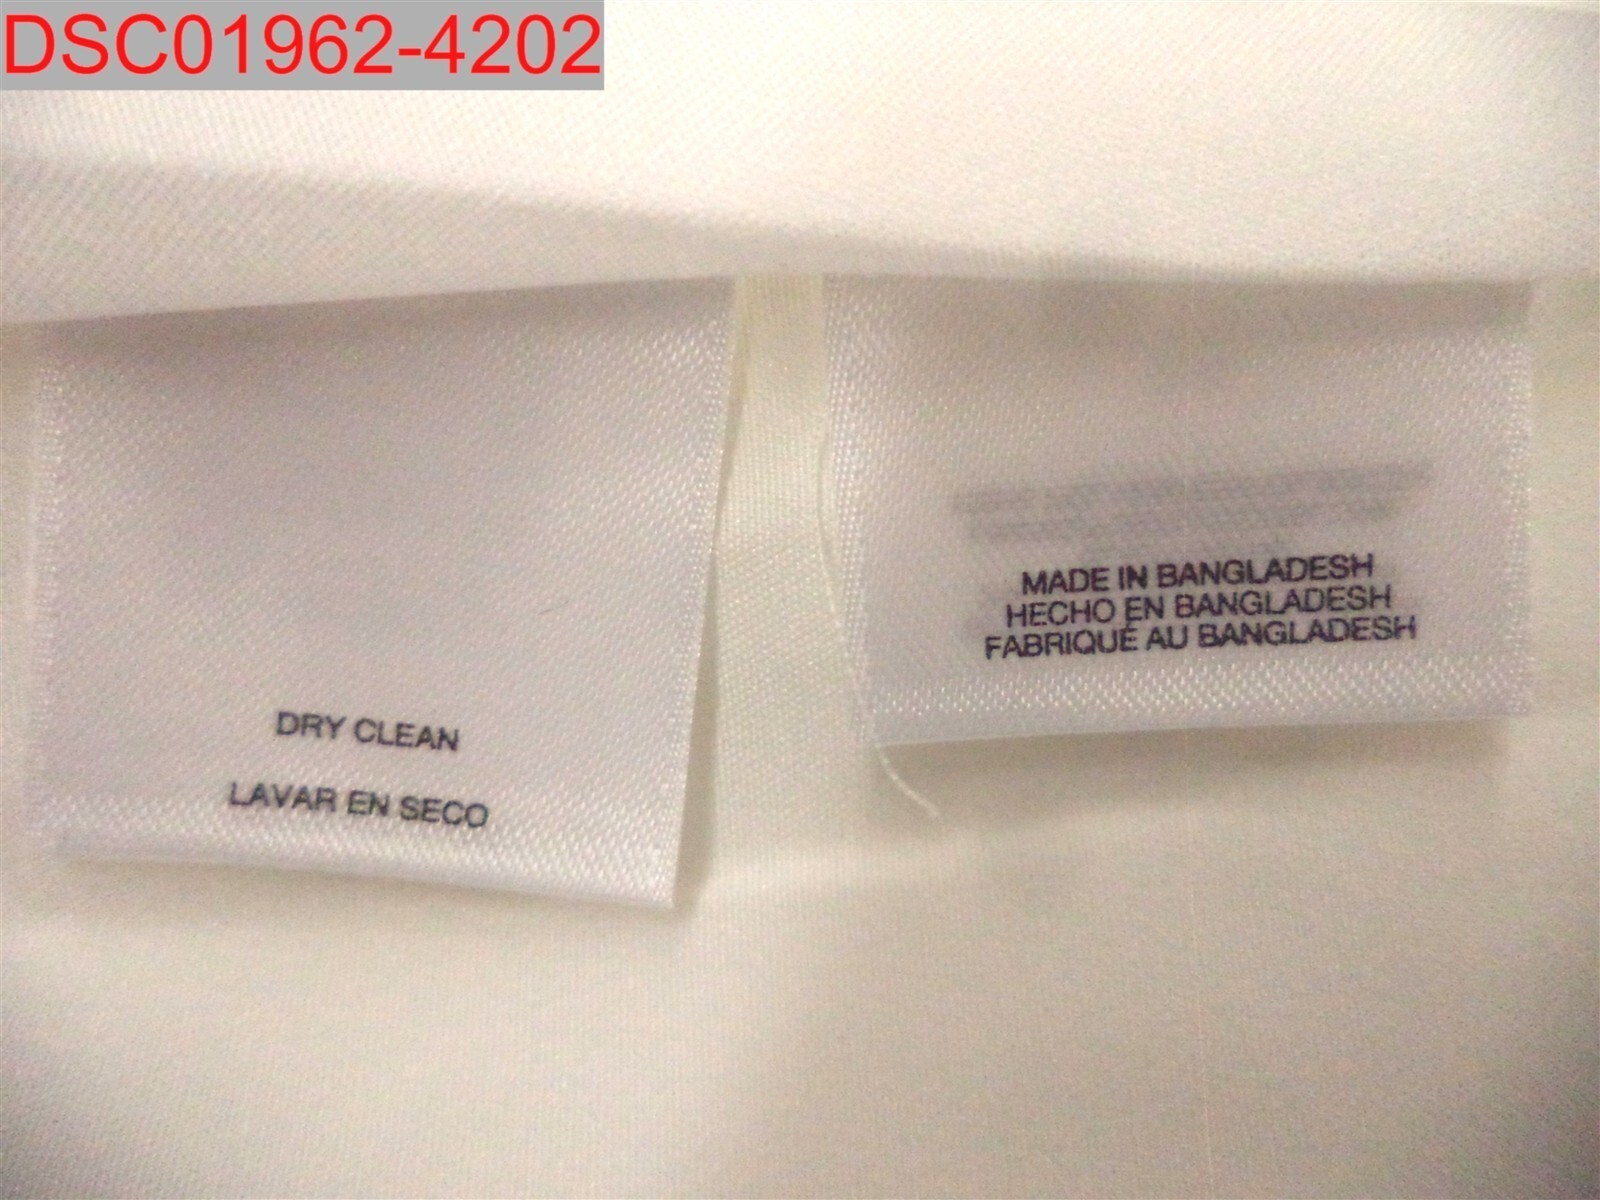 DSC01962-4202
DRY CLEAN
LAVAR EN SECO
MADE IN BANGLADESH
HECHO EN BANGLADESH
FABRIQUÉ AU BANGLADESH